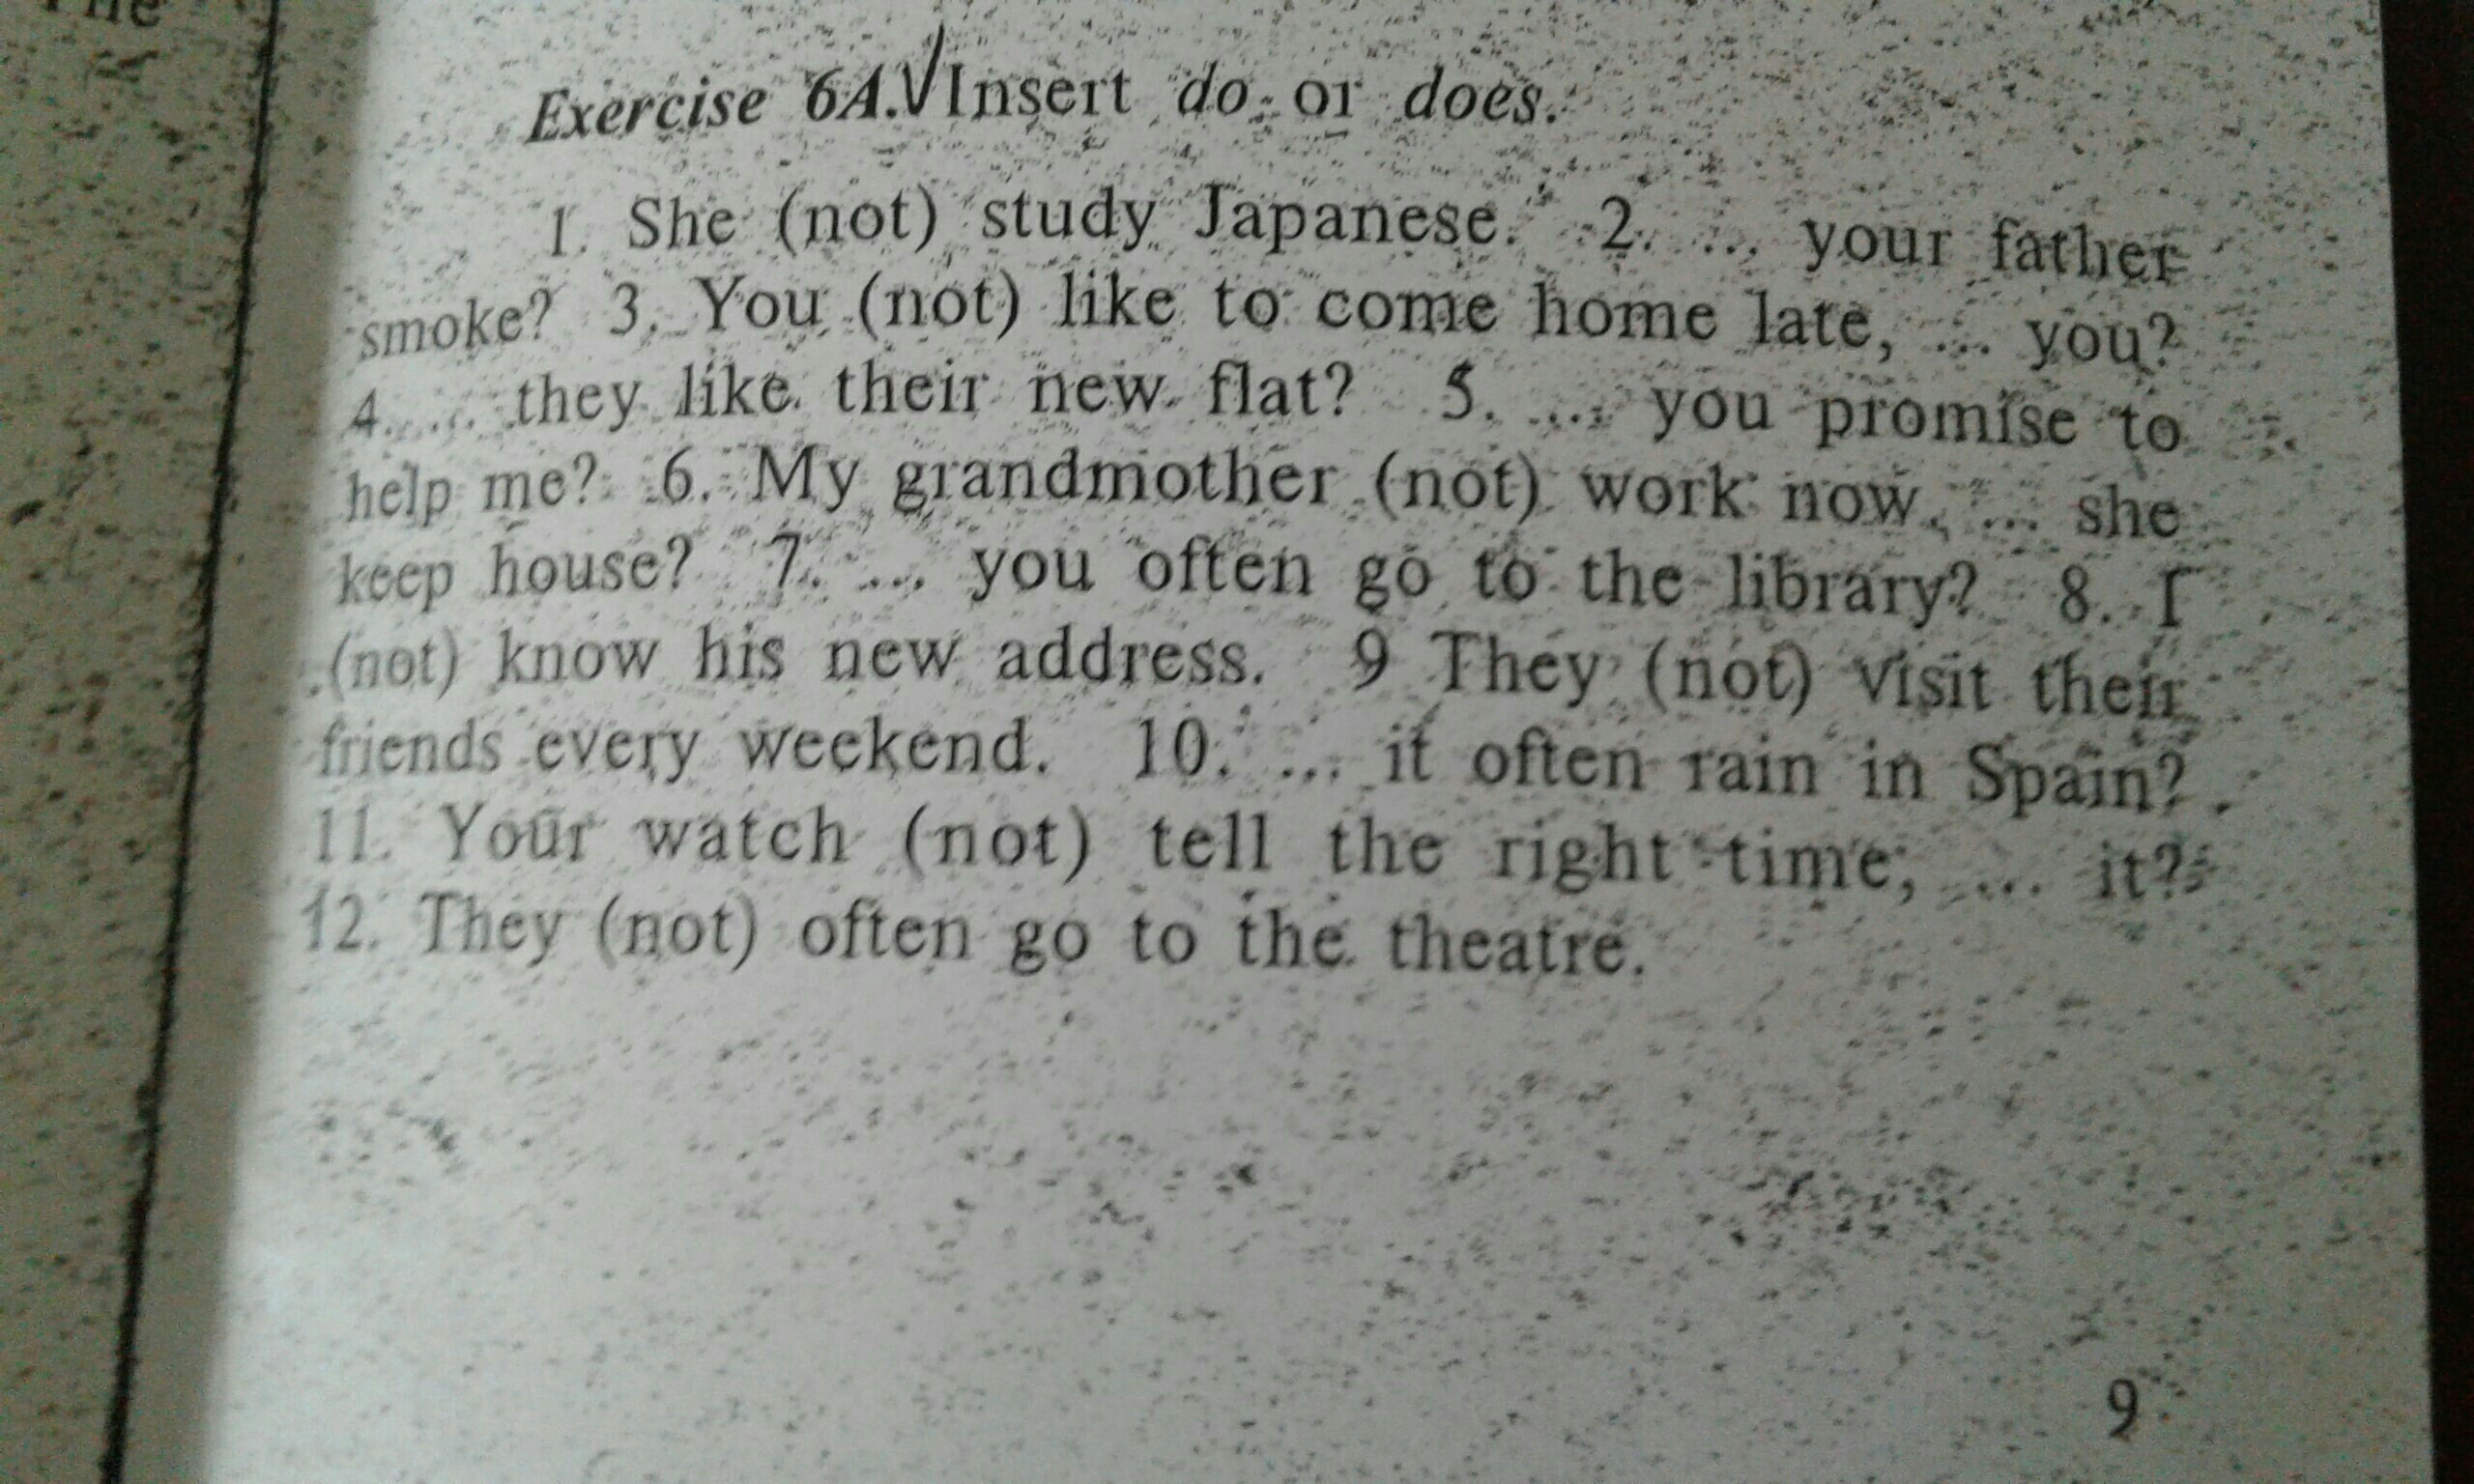 Exercise 6A. Insert do or does.
1. She (not) study Japanese. 2. ... your father
smoke? 3. You (not) like to come home late, ... you?
4. ... they like their new flat? 5. ... you promise to
help me? 6. My grandmother (not) work now. ... she
keep house? 7. ... you often go to the library? 8. I
(not) know his new address. 9 They (not) visit their
friends every weekend. 10. ... it often rain in Spain?
11. Your watch (not) tell the right time, ... it?
12. They (not) often go to the theatre.
9